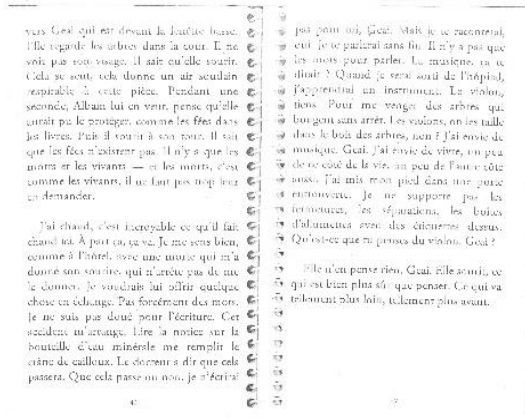 vers Geai qui est devant la fenêtre basse.
Elle regarde les arbres dans la cour. Il ne
voit pas son visage. Il sait qu'elle sourit.
Cela se sent, cela donne un air soudain
respirable à cette pièce. Pendant une
seconde, Albain lui en veut, pense qu'elle
aurait pu le protéger, comme les fées dans
les livres. Puis il sourit à son tour. Il sait
que les fées n'existent pas. Il n'y a que les
morts et les vivants — et les morts, c'est
comme les vivants, il ne faut pas trop leur
en demander.
J'ai chaud, c'est incroyable ce qu'il fait
chaud ici. À part ça, ça va. Je me sens bien,
comme à l'hôtel, avec une morte qui m'a
donné son sourire, qui n'arrête pas de me
le donner. Je voudrais lui offrir quelque
chose en échange. Pas forcément des mots.
Je ne suis pas doué pour l'écriture. Cet
accident m'arrange. Lire la notice sur la
bouteille d'eau minérale me remplit le
crâne de cailloux. Le docteur a dit que cela
passera. Que cela passe ou non, je n'écrirai
pas pour toi, Geai. Mais je te raconterai,
oui je te parlerai sans fin. Il n'y a pas que
les mots pour parler. La musique, ça te
dirait ? Quand je serai sorti de l'hôpital,
j'apprendrai un instrument. Le violon,
tiens. Pour me venger des arbres qui
bougent sans arrêt. Les violons, on les taille
dans le bois des arbres, non ? J'ai envie de
musique, Geai. J'ai envie de vivre, un peu
de ce côté de la vie, un peu de l'autre côte
aussi. J'ai mis mon pied dans une porte
entrouverte. Je ne supporte pas les
fermetures, les séparations, les boîtes
d'allumettes avec des étiquettes dessus.
Qu'est-ce que tu penses du violon, Geai ?
Elle n'en pense rien, Geai. Elle sourit, ce
qui est bien plus sûr que penser. Ce qui va
tellement plus loin, tellement plus avant.